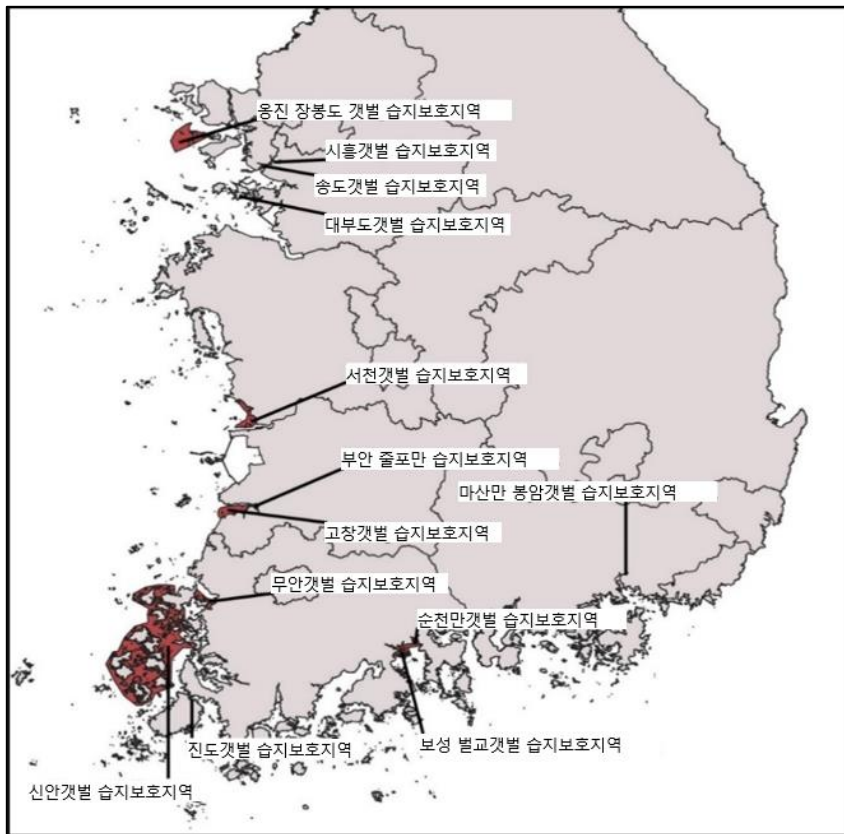 옹진 장봉도 갯벌 습지보호지역
시흥갯벌 습지보호지역
송도갯벌 습지보호지역
대부도갯벌 습지보호지역
서천갯벌 습지보호지역
부안 줄포만 습지보호지역
마산만 봉암갯벌 습지보호지역
고창갯벌 습지보호지역
무안갯벌 습지보호지역
순천만갯벌 습지보호지역
보성 벌교갯벌 습지보호지역
진도갯벌 습지보호지역
신안갯벌 습지보호지역